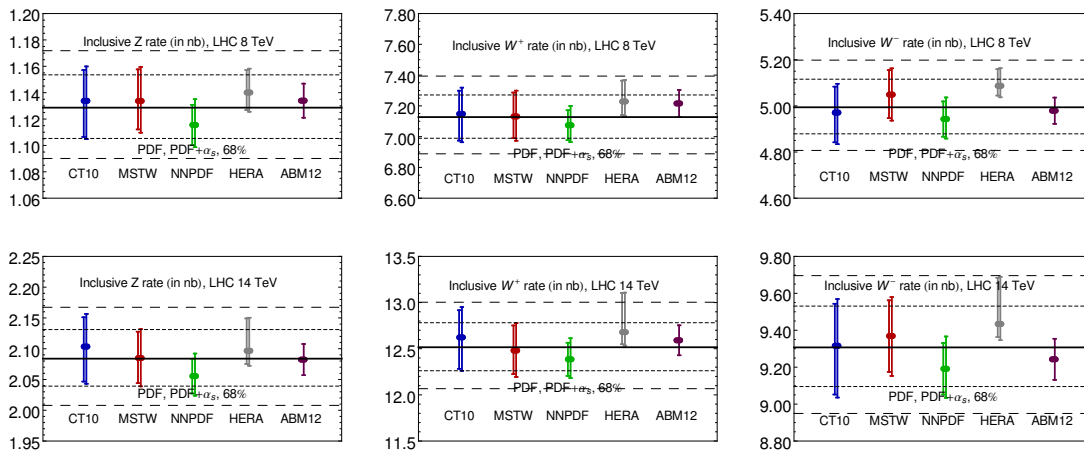 1.20
1.18
1.16
1.14
1.12
1.10
1.08
1.06
Inclusive Z rate (in nb), LHC 8 TeV
PDF, PDF+αs, 68%
CT10 MSTW NNPDF HERA ABM12
7.80
7.60
7.40
7.20
7.00
6.80
6.60
Inclusive W+ rate (in nb), LHC 8 TeV
PDF, PDF+αs, 68%
CT10 MSTW NNPDF HERA ABM12
5.40
5.20
5.00
4.80
4.60
Inclusive W− rate (in nb), LHC 8 TeV
PDF, PDF+αs, 68%
CT10 MSTW NNPDF HERA ABM12
2.25
2.20
2.15
2.10
2.05
2.00
1.95
Inclusive Z rate (in nb), LHC 14 TeV
PDF, PDF+αs, 68%
CT10 MSTW NNPDF HERA ABM12
13.5
13.0
12.5
12.0
11.5
Inclusive W+ rate (in nb), LHC 14 TeV
PDF, PDF+αs, 68%
CT10 MSTW NNPDF HERA ABM12
9.80
9.60
9.40
9.20
9.00
8.80
Inclusive W− rate (in nb), LHC 14 TeV
PDF, PDF+αs, 68%
CT10 MSTW NNPDF HERA ABM12